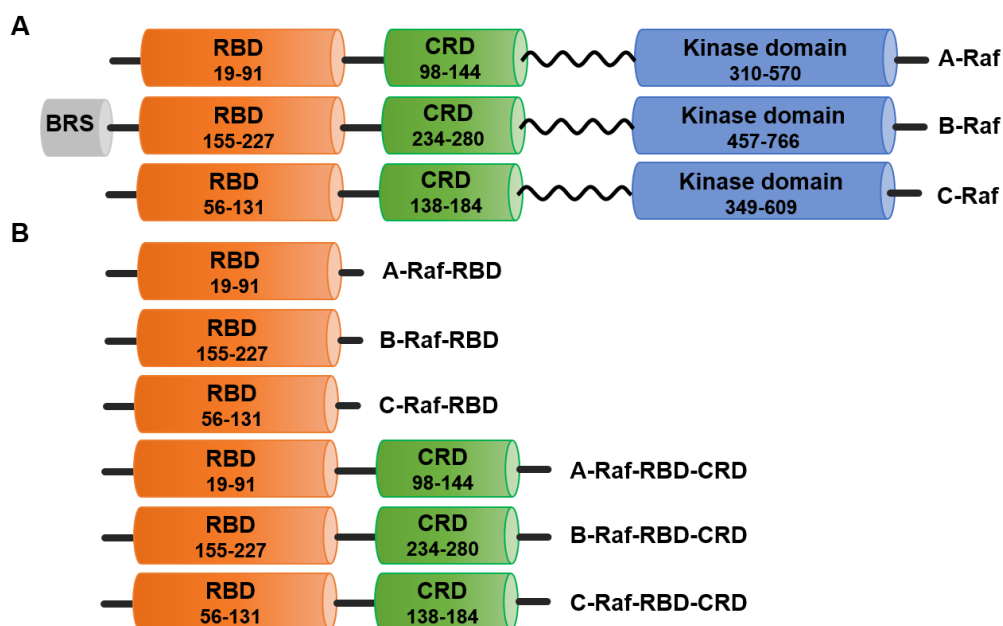 A
RBD
19-91
CRD
98-144
Kinase domain
310-570
A-Raf
BRS
RBD
155-227
CRD
234-280
Kinase domain
457-766
B-Raf
RBD
56-131
CRD
138-184
Kinase domain
349-609
C-Raf
B
RBD
19-91
A-Raf-RBD
RBD
155-227
B-Raf-RBD
RBD
56-131
C-Raf-RBD
RBD
19-91
CRD
98-144
A-Raf-RBD-CRD
RBD
155-227
CRD
234-280
B-Raf-RBD-CRD
RBD
56-131
CRD
138-184
C-Raf-RBD-CRD